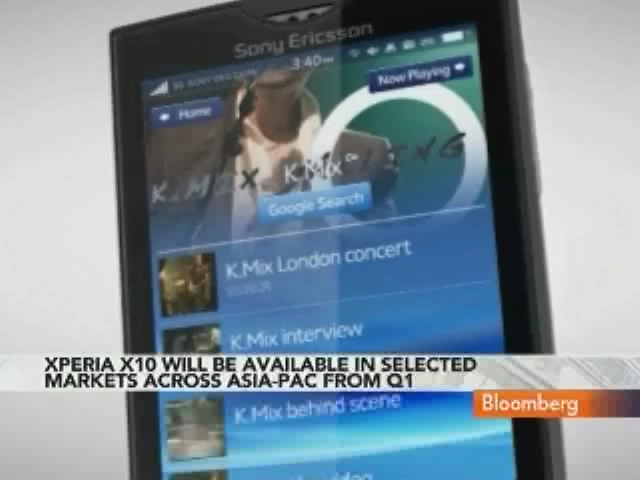 Sony Ericsson
3:40
Now Playing
Home
K.Mix
Google Search
K.Mix London concert
K.Mix interview
XPERIA X10 WILL BE AVAILABLE IN SELECTED
MARKETS ACROSS ASIA-PAC FROM Q1
Bloomberg
K.Mix behind scene